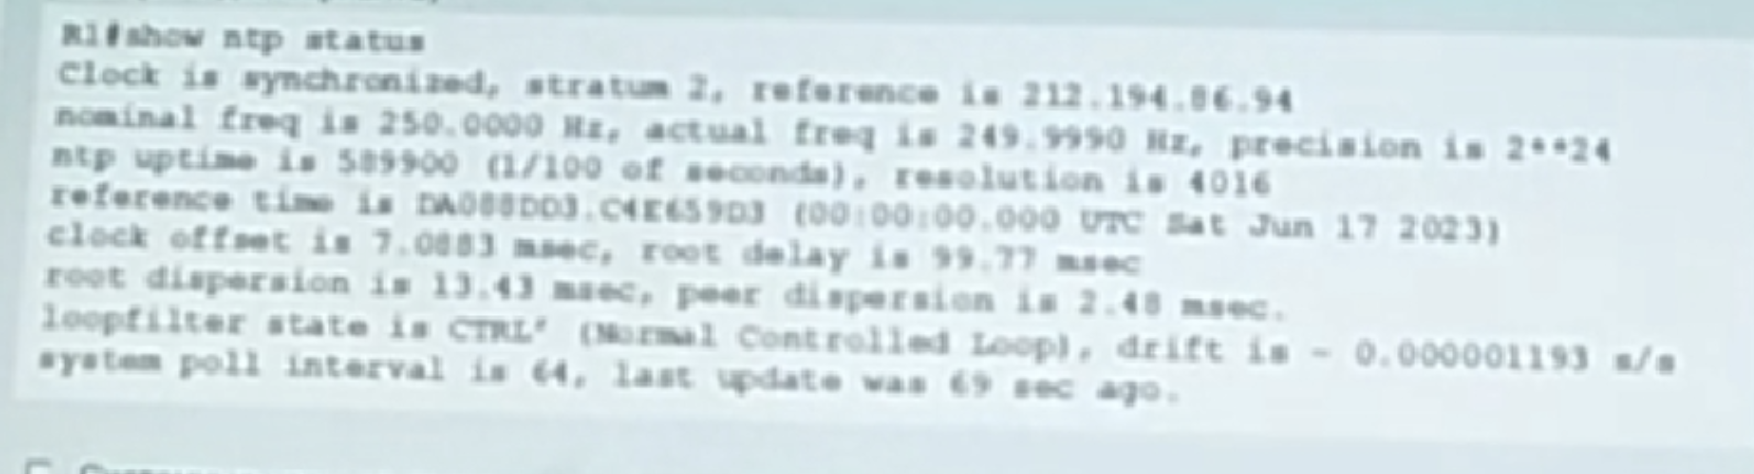 R1#show ntp status
Clock is synchronized, stratum 2, reference is 212.194.86.94
nominal freq is 250.0000 Hz, actual freq is 249.9990 Hz, precision is 2**24
ntp uptime is 589900 (1/100 of seconds), resolution is 4016
reference time is DA088DD3.C4E659D3 (00:00:00.000 UTC Sat Jun 17 2023)
clock offset is 7.0883 msec, root delay is 99.77 msec
root dispersion is 13.43 msec, peer dispersion is 2.48 msec.
loopfilter state is CTRL' (Normal Controlled Loop), drift is - 0.000001193 s/s
system poll interval is 64, last update was 69 sec ago.